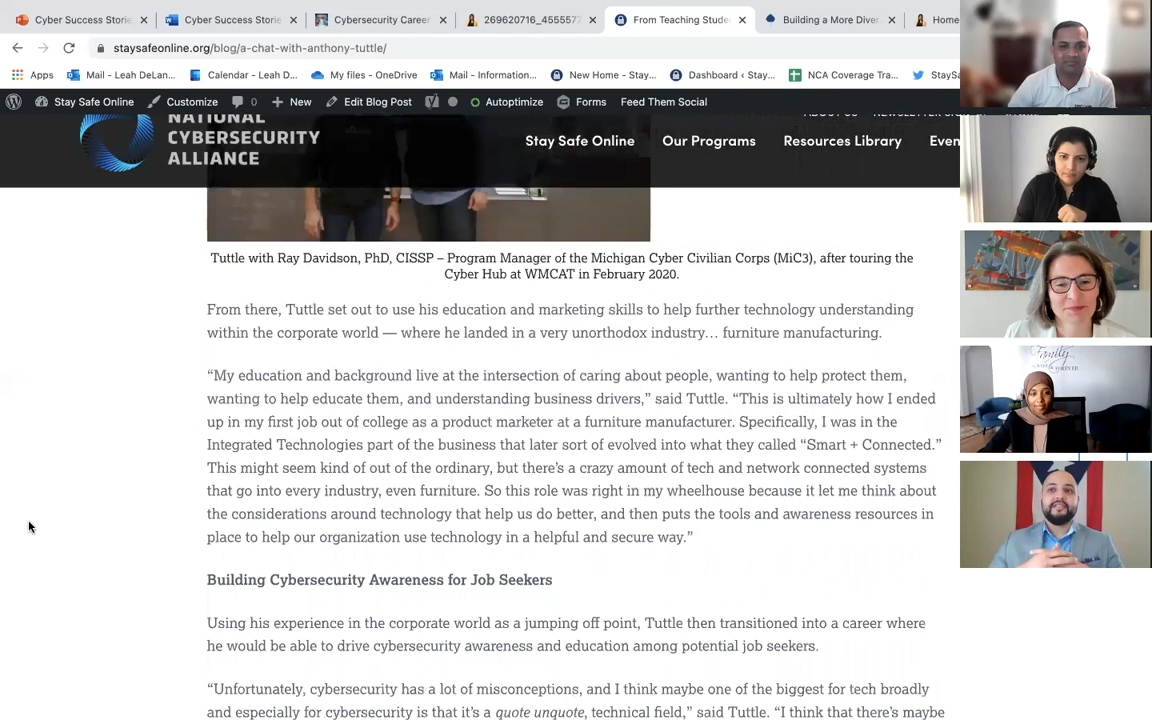 Cyber Success Storie
Cyber Success Storie
Cybersecurity Career
269620716_4555577
From Teaching Stude
Building a More Diver
Home
staysafeonline.org/blog/a-chat-with-anthony-tuttle/
Apps
Mail - Leah DeLan...
Calendar - Leah D...
My files - OneDrive
Mail - Information...
New Home - Stay...
Dashboard ‹ Stay...
NCA Coverage Tra...
StaySa
Stay Safe Online
Customize
0
New
Edit Blog Post
Autoptimize
Forms
Feed Them Social
NATIONAL
CYBERSECURITY
ALLIANCE
Stay Safe Online
Our Programs
Resources Library
Even
Tuttle with Ray Davidson, PhD, CISSP – Program Manager of the Michigan Cyber Civilian Corps (MiC3), after touring the
Cyber Hub at WMCAT in February 2020.
From there, Tuttle set out to use his education and marketing skills to help further technology understanding
within the corporate world — where he landed in a very unorthodox industry… furniture manufacturing.
“My education and background live at the intersection of caring about people, wanting to help protect them,
wanting to help educate them, and understanding business drivers,” said Tuttle. “This is ultimately how I ended
up in my first job out of college as a product marketer at a furniture manufacturer. Specifically, I was in the
Integrated Technologies part of the business that later sort of evolved into what they called “Smart + Connected.”
This might seem kind of out of the ordinary, but there’s a crazy amount of tech and network connected systems
that go into every industry, even furniture. So this role was right in my wheelhouse because it let me think about
the considerations around technology that help us do better, and then puts the tools and awareness resources in
place to help our organization use technology in a helpful and secure way.”
Building Cybersecurity Awareness for Job Seekers
Using his experience in the corporate world as a jumping off point, Tuttle then transitioned into a career where
he would be able to drive cybersecurity awareness and education among potential job seekers.
“Unfortunately, cybersecurity has a lot of misconceptions, and I think maybe one of the biggest for tech broadly
and especially for cybersecurity is that it’s a quote unquote, technical field,” said Tuttle. “I think that there’s maybe
Family